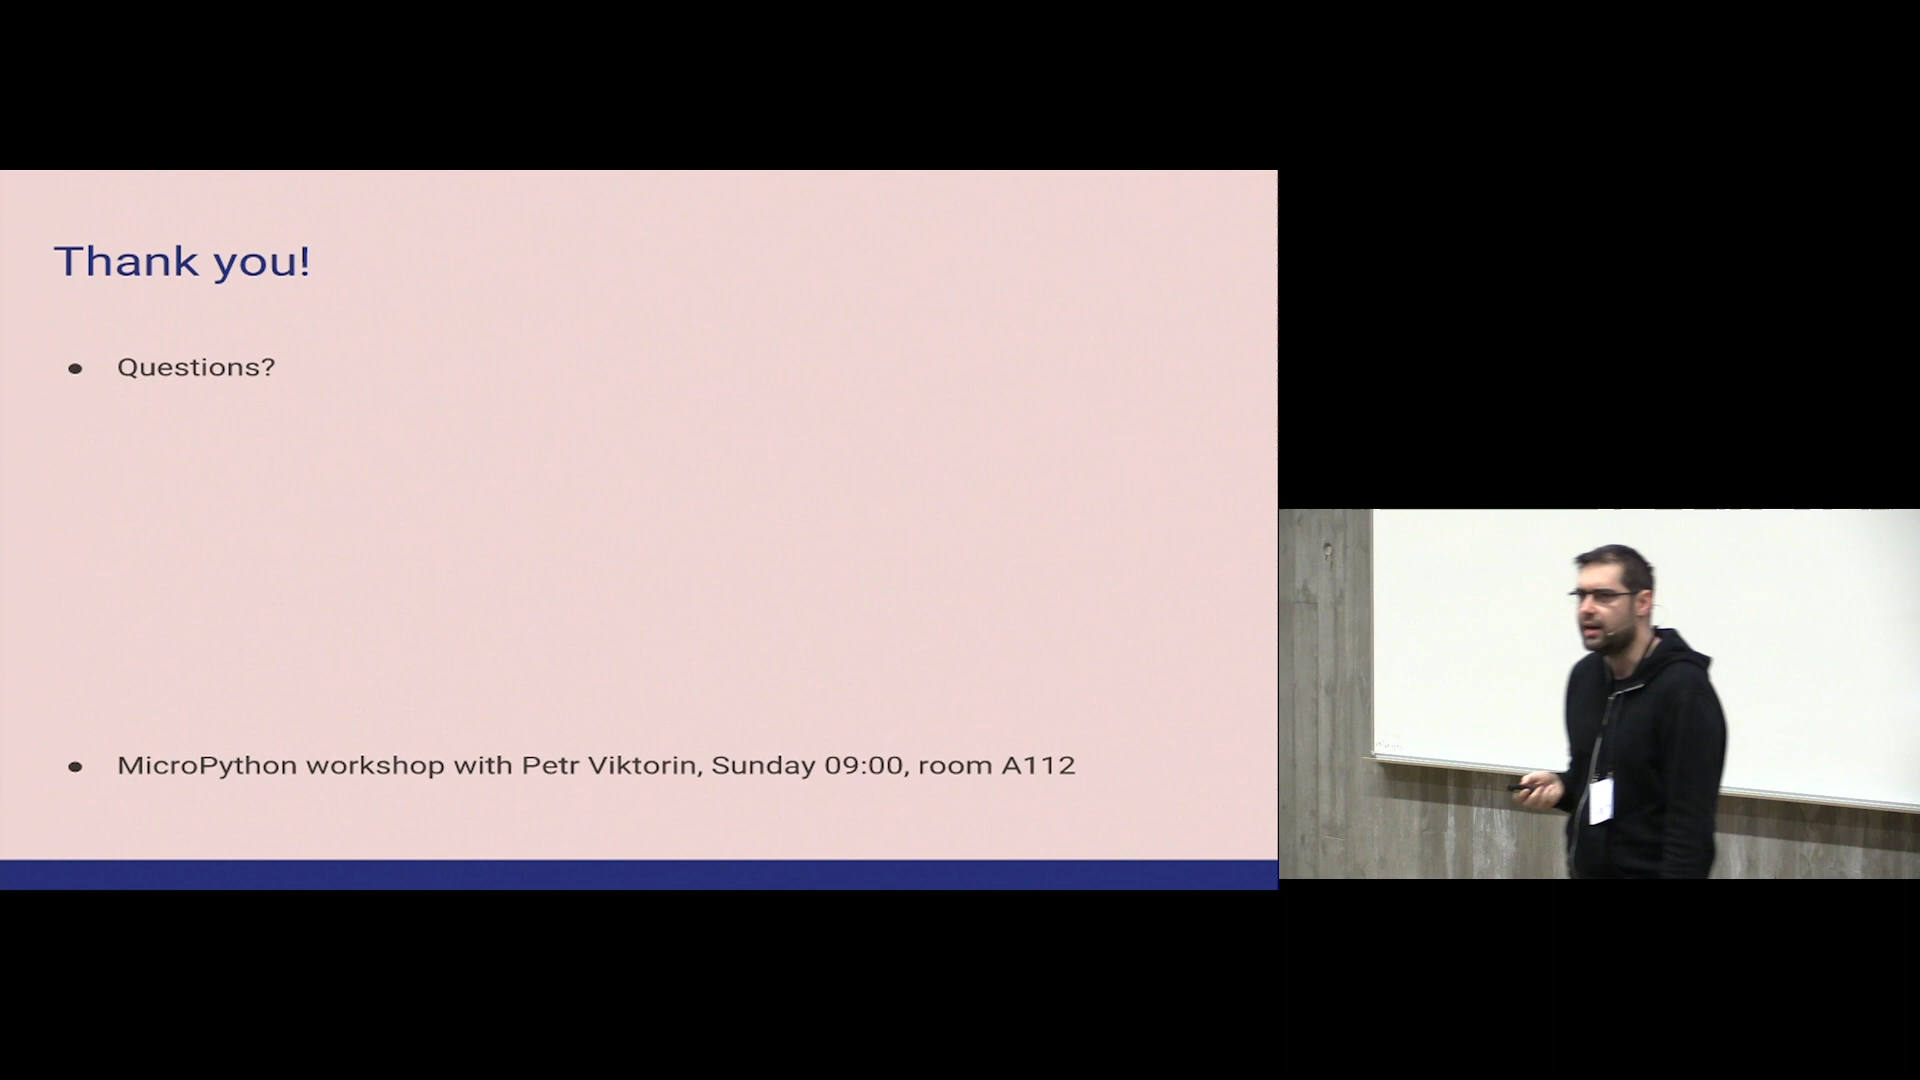 Thank you!
● Questions?
● MicroPython workshop with Petr Viktorin, Sunday 09:00, room A112